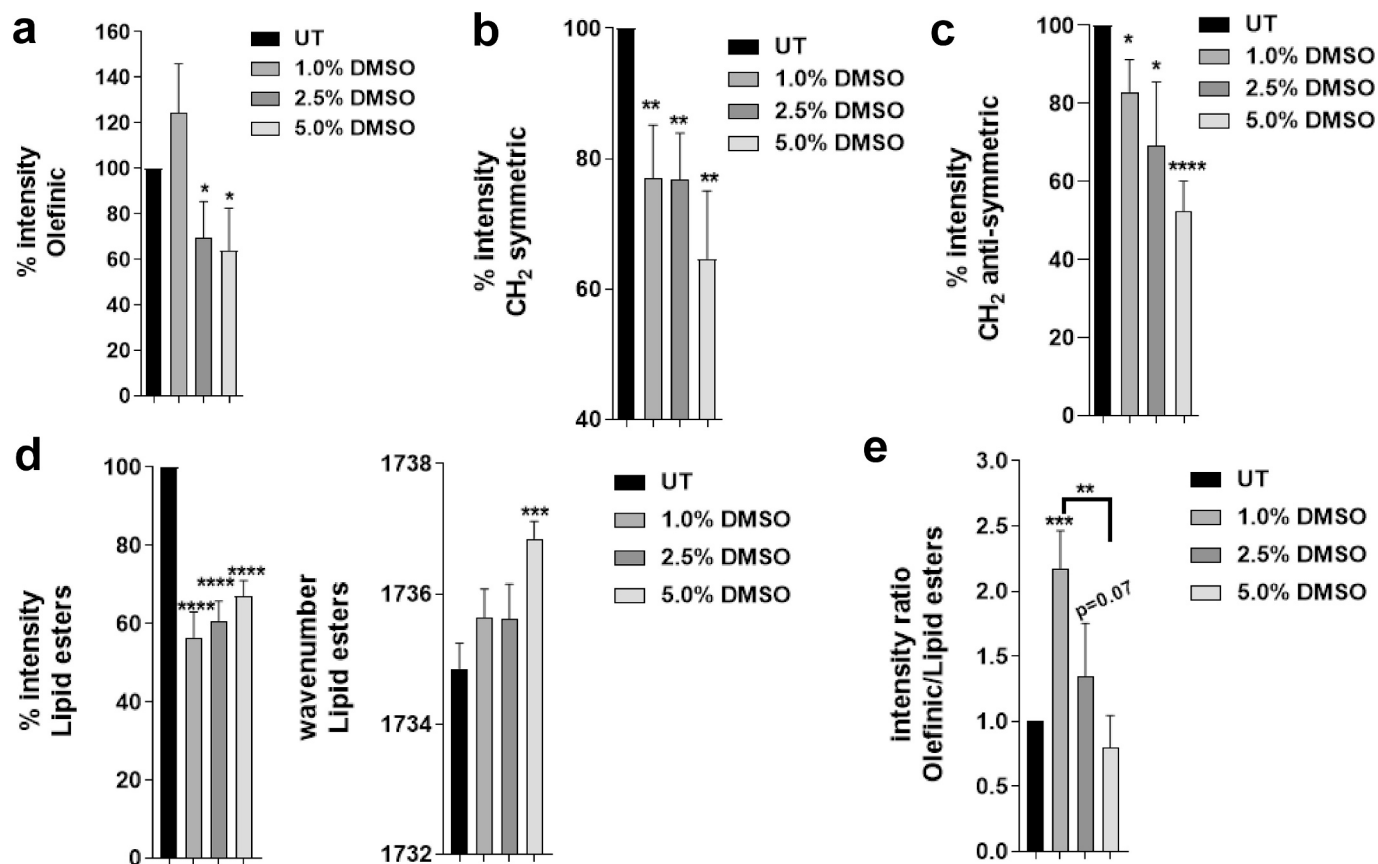 a
160
140
120
100
80
60
40
20
0
% intensity
Olefinic
* *
UT
1.0% DMSO
2.5% DMSO
5.0% DMSO
b
100
80
60
40
% intensity
CH2 symmetric
** ** **
UT
1.0% DMSO
2.5% DMSO
5.0% DMSO
c
100
80
60
40
20
0
% intensity
CH2 anti-symmetric
* * ****
UT
1.0% DMSO
2.5% DMSO
5.0% DMSO
d
100
80
60
40
20
0
% intensity
Lipid esters
**** **** ****
1738
1736
1734
1732
wavenumber
Lipid esters
***
UT
1.0% DMSO
2.5% DMSO
5.0% DMSO
e
3.0
2.5
2.0
1.5
1.0
0.5
0.0
intensity ratio
Olefinic/Lipid esters
**
***
p=0.07
UT
1.0% DMSO
2.5% DMSO
5.0% DMSO